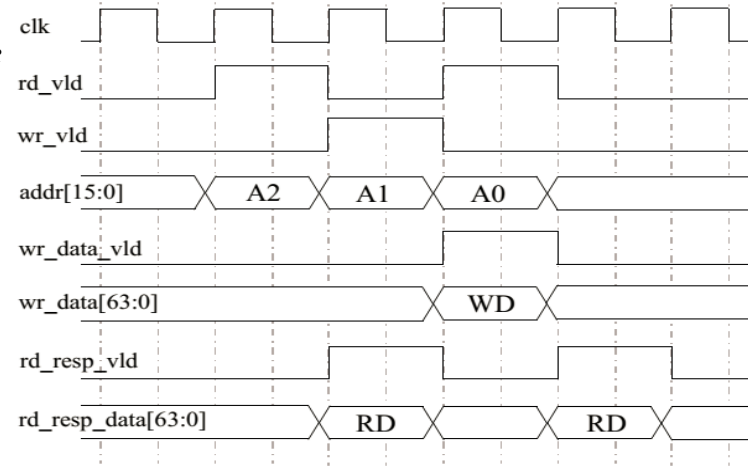 clk
rd_vld
wr_vld
addr[15:0] A2 A1 A0
wr_data_vld
wr_data[63:0] WD
rd_resp_vld
rd_resp_data[63:0] RD RD